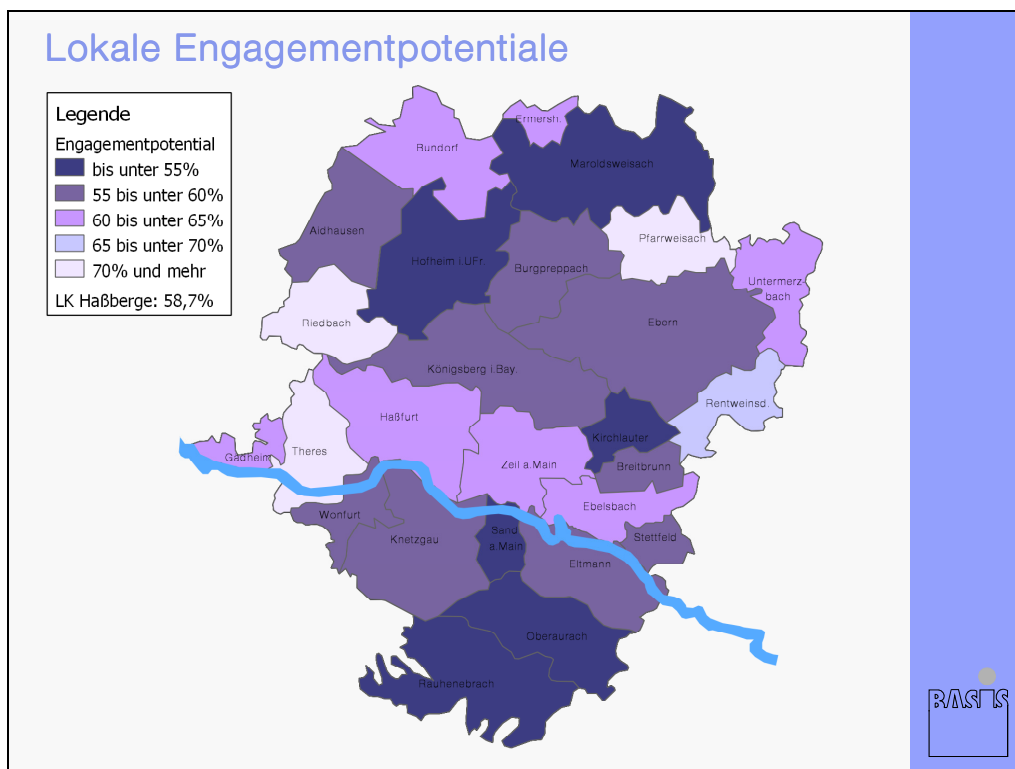 Lokale Engagementpotentiale
Legende
Engagementpotential
bis unter 55%
55 bis unter 60%
60 bis unter 65%
65 bis unter 70%
70% und mehr
LK Haßberge: 58,7%
Ermersh.
Rundorf
Maroldsweisach
Aidhausen
Pfarrweisach
Hofheim i.UFr.
Burgpreppach
Untermerz
bach
Riedbach
Eborn
Königsberg i.Bay.
Rentweinsd.
Haßfurt
Kirchlauter
Theres
Gädheim
Zeil a.Main
Breitbrunn
Ebelsbach
Wonfurt
Knetzgau
Sand
a.Main
Stettfeld
Eltmann
Oberaurach
Rauhenebrach
BASIS